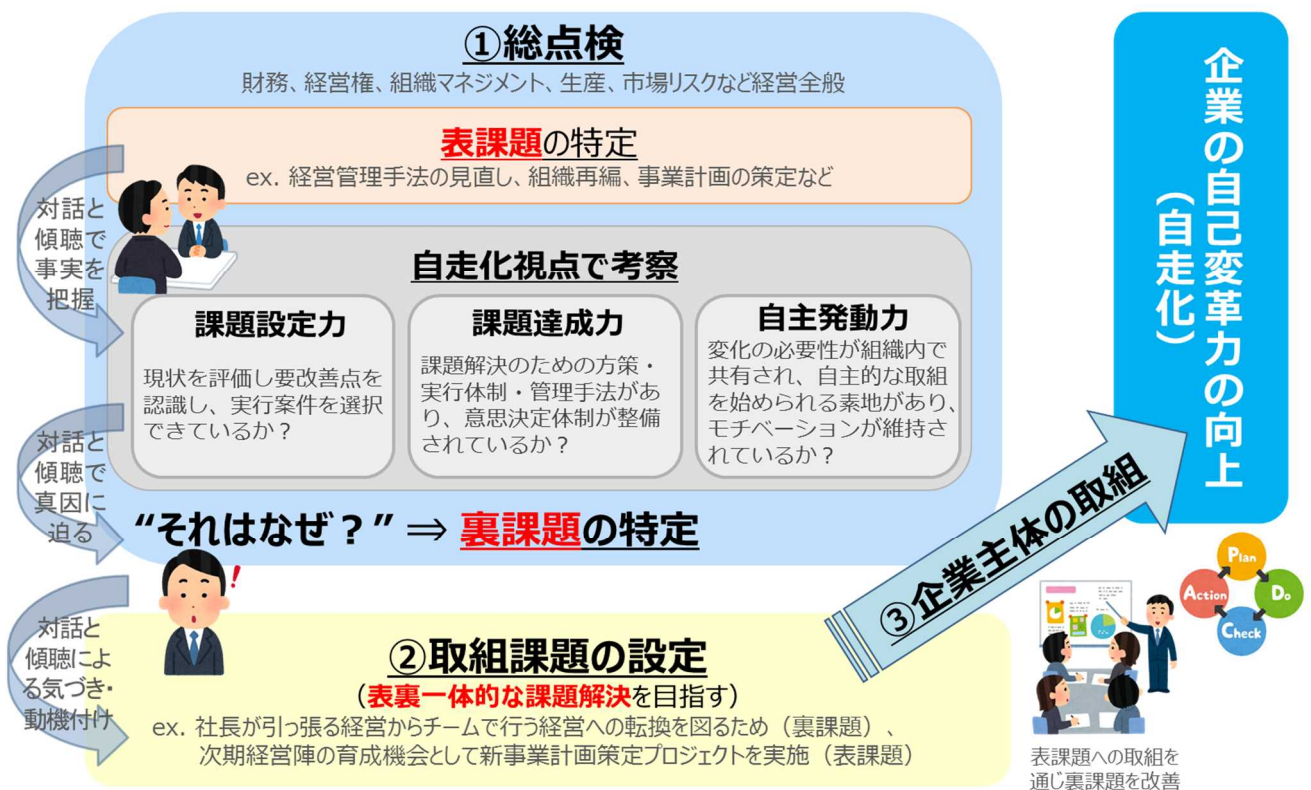 ①総点検
財務、経営権、組織マネジメント、生産、市場リスクなど経営全般
表課題の特定
ex. 経営管理手法の見直し、組織再編、事業計画の策定など
対話と
傾聴で
事実を
把握
自走化視点で考察
課題設定力
現状を評価し要改善点を
認識し、実行案件を選択
できているか？
課題達成力
課題解決のための方策・
実行体制・管理手法があ
り、意思決定体制が整備
されているか？
自主発動力
変化の必要性が組織内で
共有され、自主的な取組
を始められる素地があり、
モチベーションが維持さ
れているか？
対話と
傾聴で
真因に
迫る
“それはなぜ？” ⇒ 裏課題の特定
!
対話と
傾聴によ
る気づき・
動機付け
②取組課題の設定
（表裏一体的な課題解決を目指す）
ex. 社長が引っ張る経営からチームで行う経営への転換を図るため（裏課題）、
次期経営陣の育成機会として新事業計画策定プロジェクトを実施（表課題）
③企業主体の取組
企業の自己変革力の向上
（自走化）
Plan
Do
Check
Action
表課題への取組を
通じ裏課題を改善